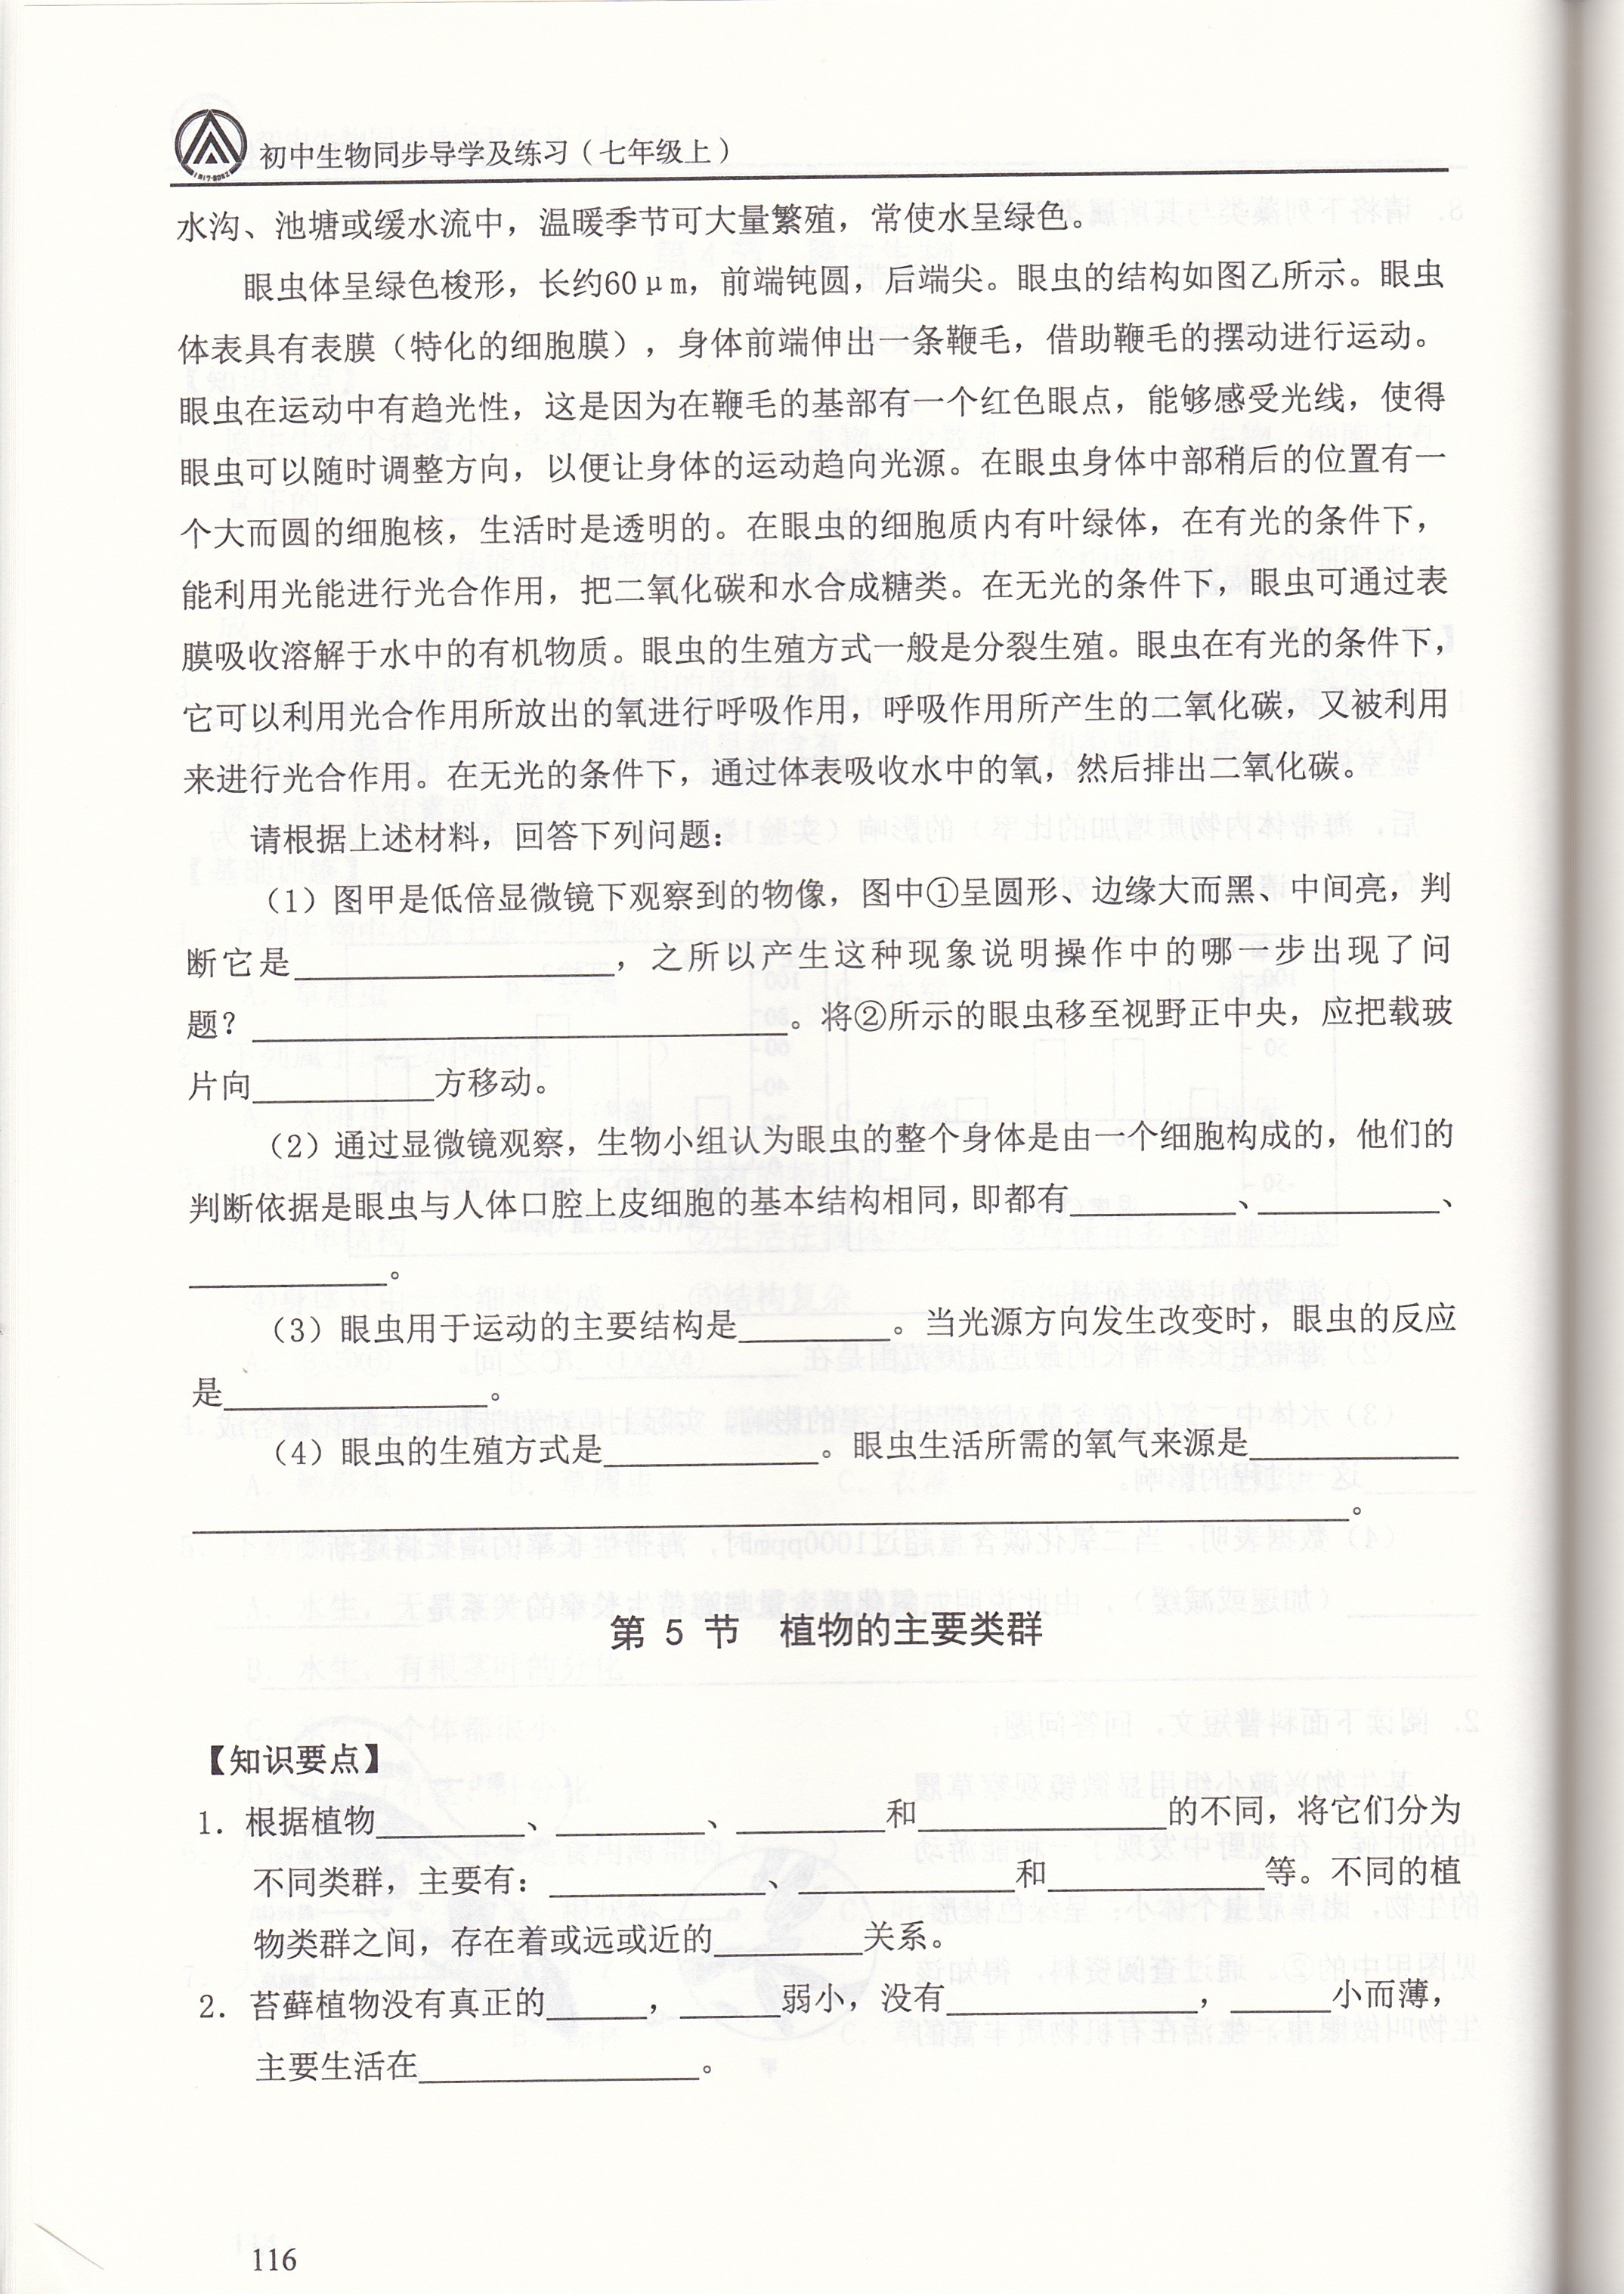 初中生物同步导学及练习（七年级上）
水沟、池塘或缓水流中，温暖季节可大量繁殖，常使水呈绿色。
眼虫体呈绿色梭形，长约60μm，前端钝圆，后端尖。眼虫的结构如图乙所示。眼虫
体表具有表膜（特化的细胞膜），身体前端伸出一条鞭毛，借助鞭毛的摆动进行运动。
眼虫在运动中有趋光性，这是因为在鞭毛的基部有一个红色眼点，能够感受光线，使得
眼虫可以随时调整方向，以便让身体的运动趋向光源。在眼虫身体中部稍后的位置有一
个大而圆的细胞核，生活时是透明的。在眼虫的细胞质内有叶绿体，在有光的条件下，
能利用光能进行光合作用，把二氧化碳和水合成糖类。在无光的条件下，眼虫可通过表
膜吸收溶解于水中的有机物质。眼虫的生殖方式一般是分裂生殖。眼虫在有光的条件下，
它可以利用光合作用所放出的氧进行呼吸作用，呼吸作用所产生的二氧化碳，又被利用
来进行光合作用。在无光的条件下，通过体表吸收水中的氧，然后排出二氧化碳。
请根据上述材料，回答下列问题：
（1）图甲是低倍显微镜下观察到的物像，图中①呈圆形、边缘大而黑、中间亮，判
断它是________，之所以产生这种现象说明操作中的哪一步出现了问
题？________。将②所示的眼虫移至视野正中央，应把载玻
片向________方移动。
（2）通过显微镜观察，生物小组认为眼虫的整个身体是由一个细胞构成的，他们的
判断依据是眼虫与人体口腔上皮细胞的基本结构相同，即都有________、________、
________。
（3）眼虫用于运动的主要结构是________。当光源方向发生改变时，眼虫的反应
是________。
（4）眼虫的生殖方式是________。眼虫生活所需的氧气来源是________
________。
第 5 节 植物的主要类群
【知识要点】
1. 根据植物________、________、________和________的不同，将它们分为
不同类群，主要有：________、________和________等。不同的植
物类群之间，存在着或远或近的________关系。
2. 苔藓植物没有真正的________，________弱小，没有________，________小而薄，
主要生活在________。
116